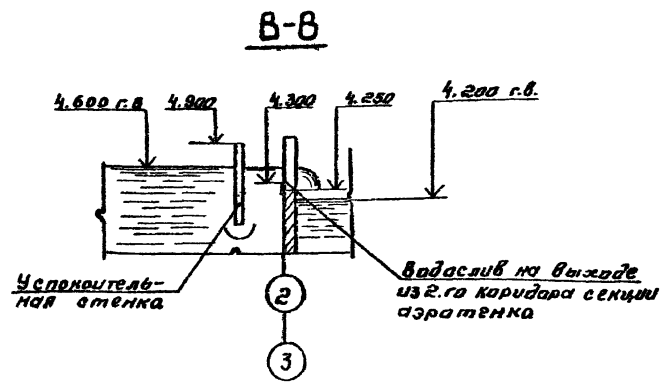 В-В
4.600 г.в
4.900
4.300
4.250
4.200 г.в.
Успокоитель-
ная стенка
Водослив на выходе
из 2-го коридора секции
аэротенка
2
3